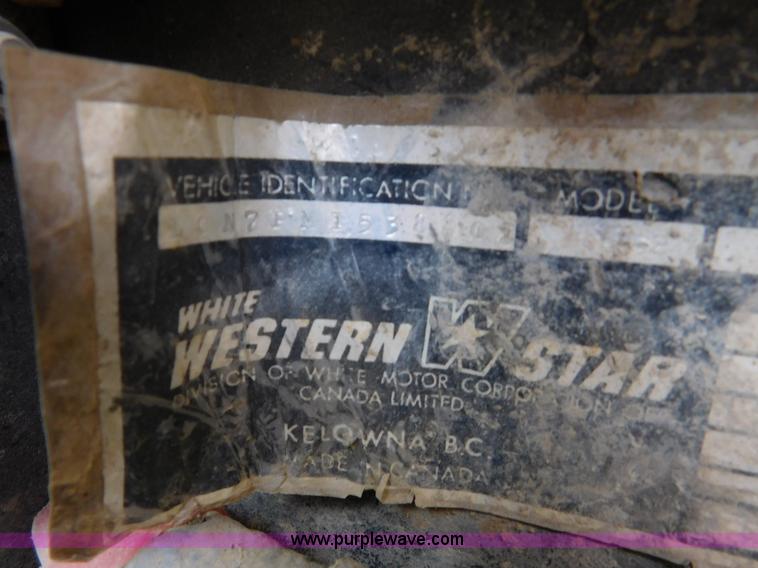 VEHICLE IDENTIFICATION
MODEL
WHITE
WESTERN W STAR
DIVISION OF WHITE MOTOR CORPORATION OF
CANADA LIMITED
KELOWNA B.C.
MADE IN CANADA
www.purplewave.com